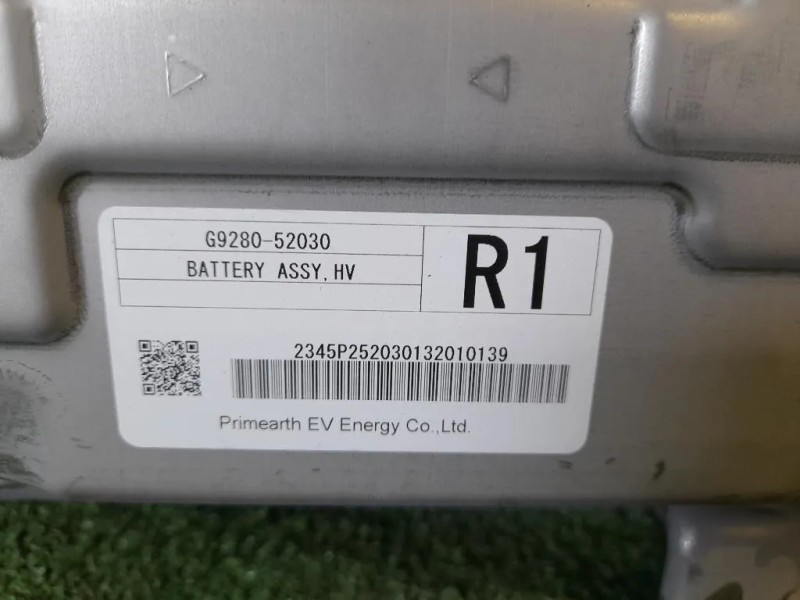 G9280-52030
BATTERY ASSY, HV
R1
2345P252030132010139
Primearth EV Energy Co.,Ltd.